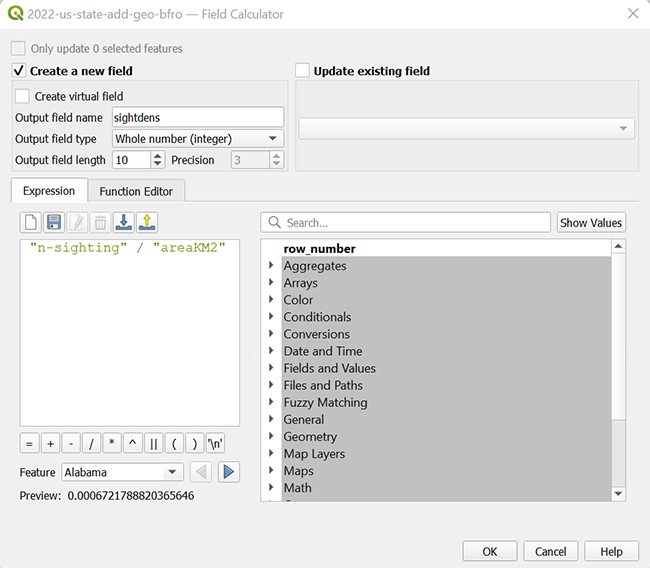 2022-us-state-add-geo-bfro — Field Calculator
Only update 0 selected features
Create a new field
Update existing field
Create virtual field
Output field name sightdens
Output field type Whole number (integer)
Output field length 10 Precision 3
Expression Function Editor
Search... Show Values
"n-sighting" / "areaKM2"
row_number
Aggregates
Arrays
Color
Conditionals
Conversions
Date and Time
Fields and Values
Files and Paths
Fuzzy Matching
General
Geometry
Map Layers
Maps
Math
= + - / * ^ || ( ) '\n'
Feature Alabama
Preview: 0.0006721788820365646
OK Cancel Help